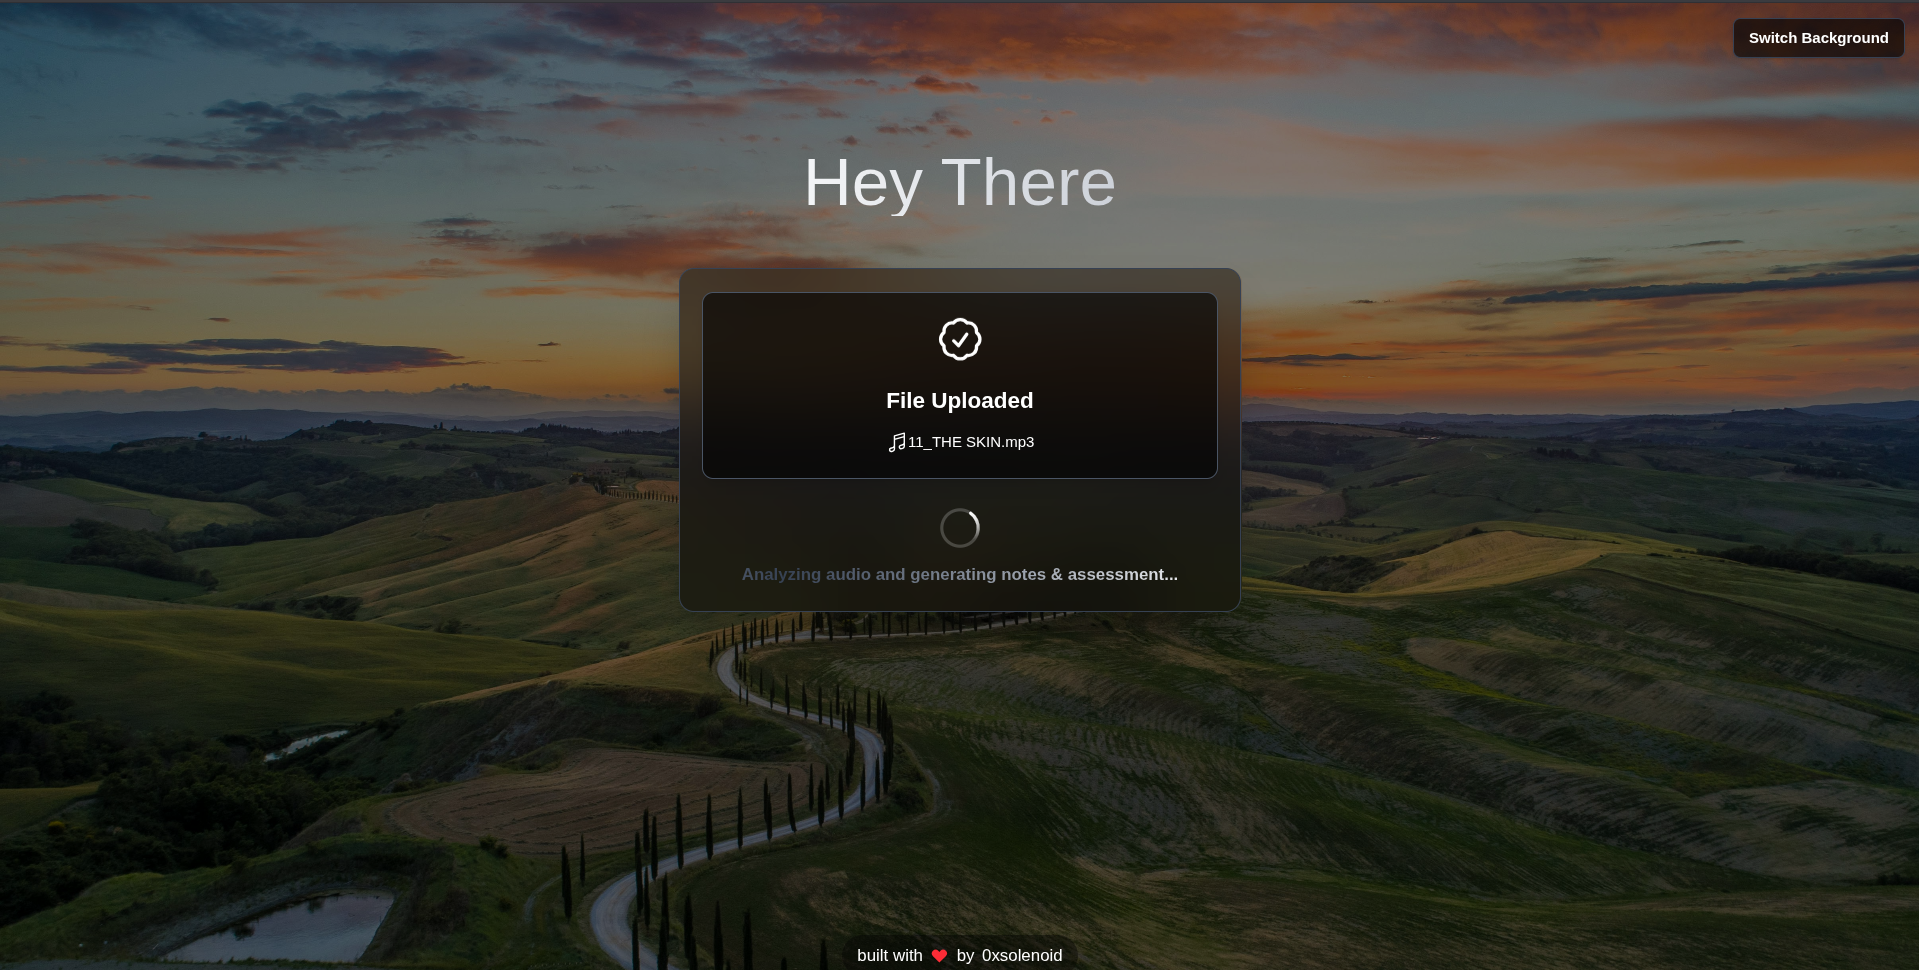 Switch Background
Hey There
File Uploaded
11_THE SKIN.mp3
Analyzing audio and generating notes & assessment...
built with ❤ by 0xsolenoid